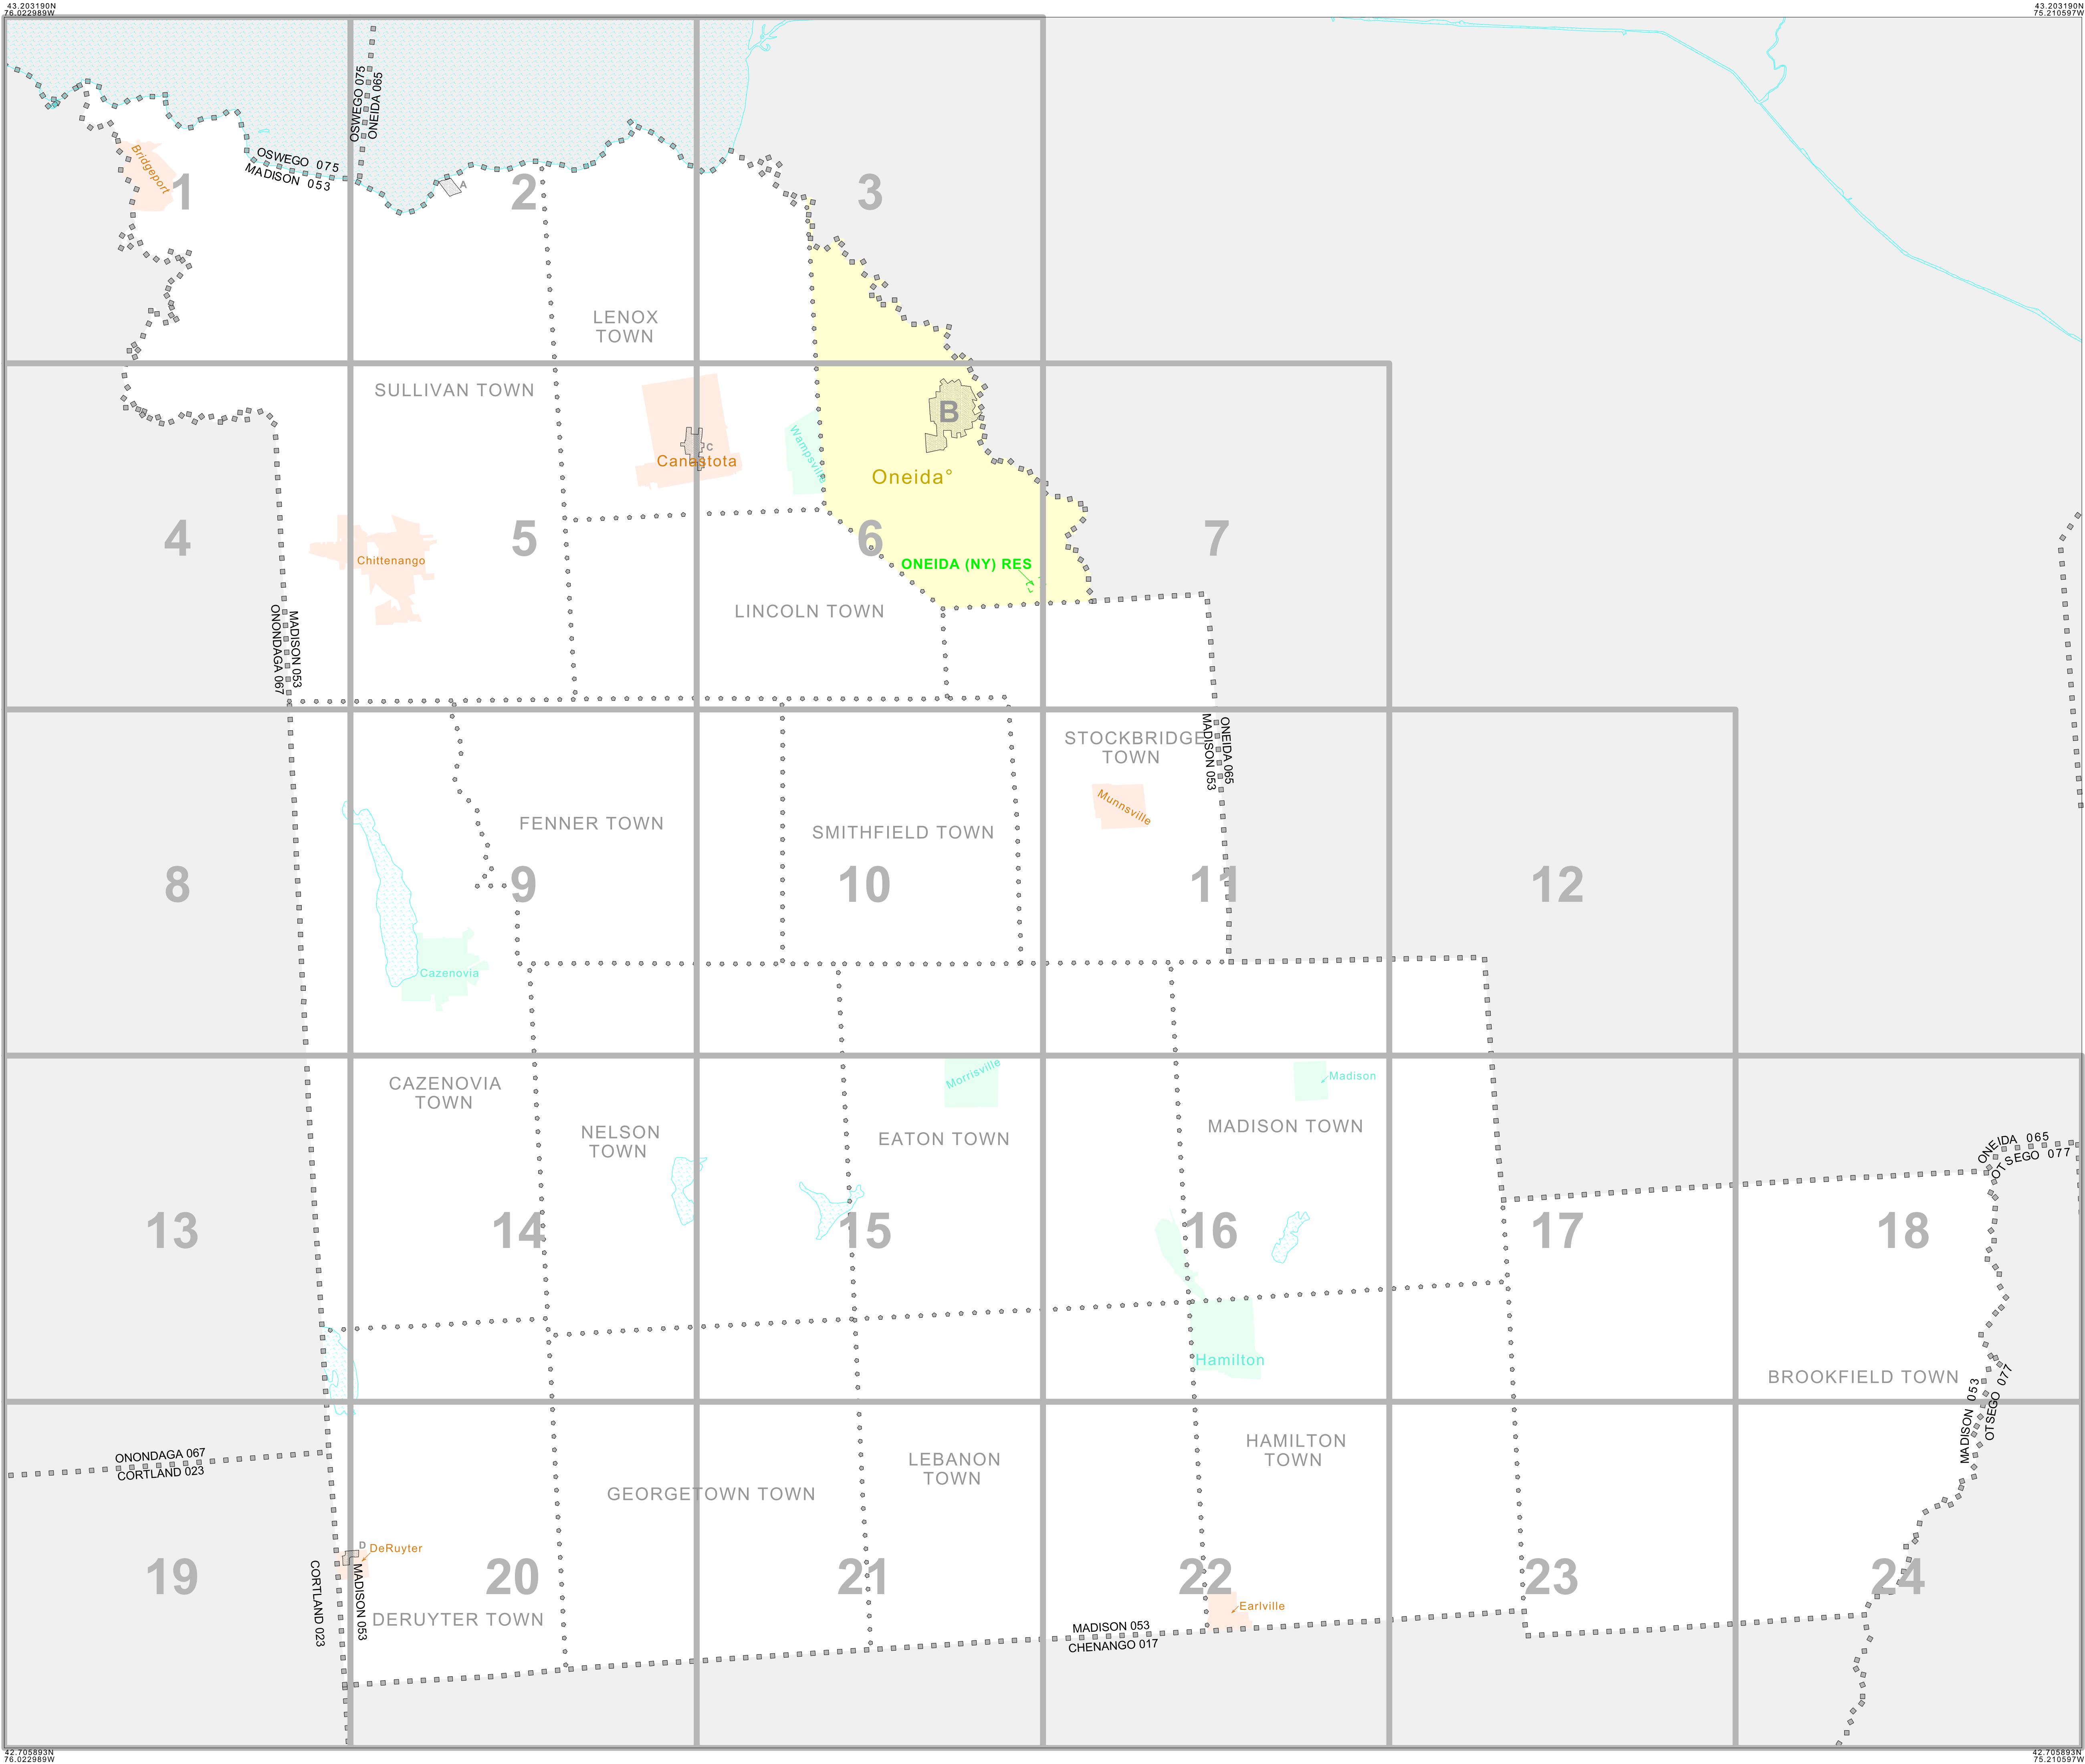 43.203190N
76.022989W
43.203190N
75.210597W
OSWEGO 075
ONEIDA 065
OSWEGO 075
MADISON 053
Bridgeport
A
1
2
3
LENOX
TOWN
SULLIVAN TOWN
B
C
Canastota
Wampsville
Oneida°
4
5
6
7
Chittenango
ONEIDA (NY) RES
LINCOLN TOWN
MADISON 053
ONONDAGA 067
STOCKBRIDGE
TOWN
MADISON 053
ONEIDA 065
Munnsville
FENNER TOWN
SMITHFIELD TOWN
8
9
10
11
12
Cazenovia
Morrisville
Madison
CAZENOVIA
TOWN
NELSON
TOWN
EATON TOWN
MADISON TOWN
ONEIDA 065
OTSEGO 077
13
14
15
16
17
18
Hamilton
BROOKFIELD TOWN
MADISON 053
OTSEGO 077
ONONDAGA 067
CORTLAND 023
HAMILTON
TOWN
LEBANON
TOWN
GEORGETOWN TOWN
D
DeRuyter
19
20
21
22
23
24
CORTLAND 023
MADISON 053
DERUYTER TOWN
Earlville
MADISON 053
CHENANGO 017
42.705893N
76.022989W
42.705893N
75.210597W